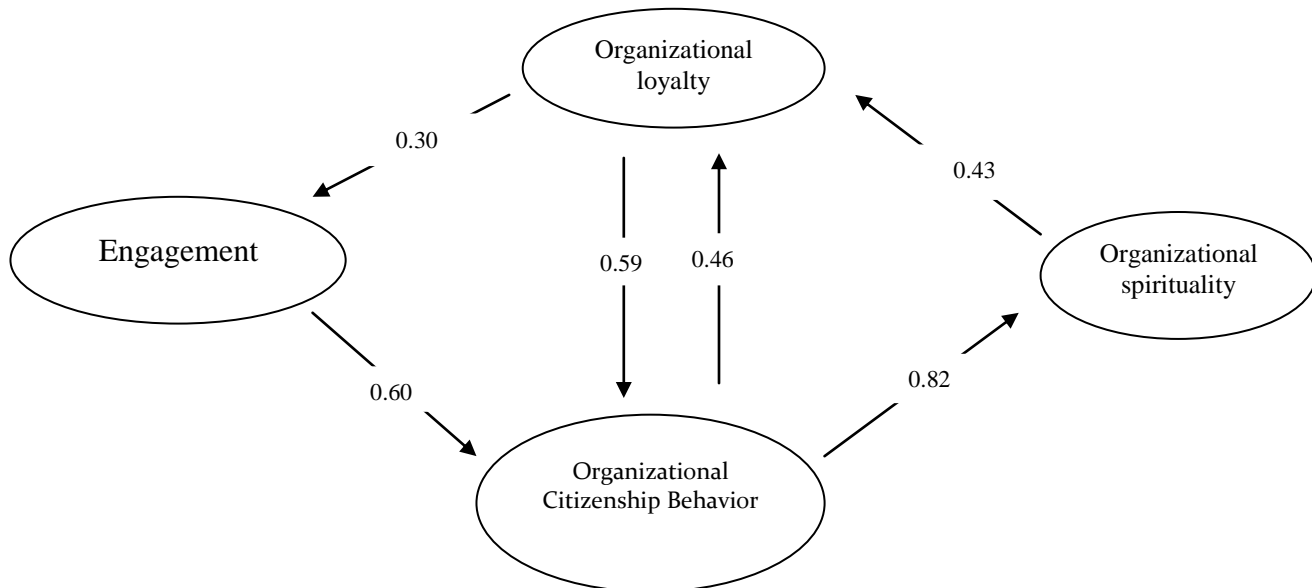 Organizational
loyalty
0.30
0.43
Engagement
0.59
0.46
Organizational
spirituality
0.60
0.82
Organizational
Citizenship Behavior